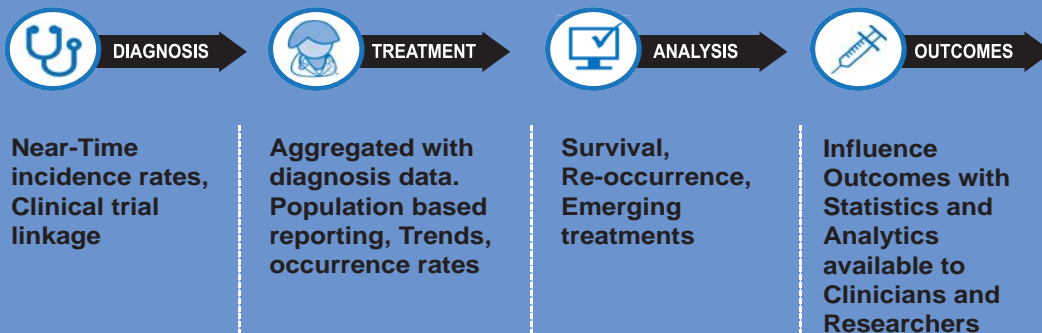 DIAGNOSIS
TREATMENT
ANALYSIS
OUTCOMES
Near-Time
incidence rates,
Clinical trial
linkage
Aggregated with
diagnosis data.
Population based
reporting, Trends,
occurrence rates
Survival,
Re-occurrence,
Emerging
treatments
Influence
Outcomes with
Statistics and
Analytics
available to
Clinicians and
Researchers